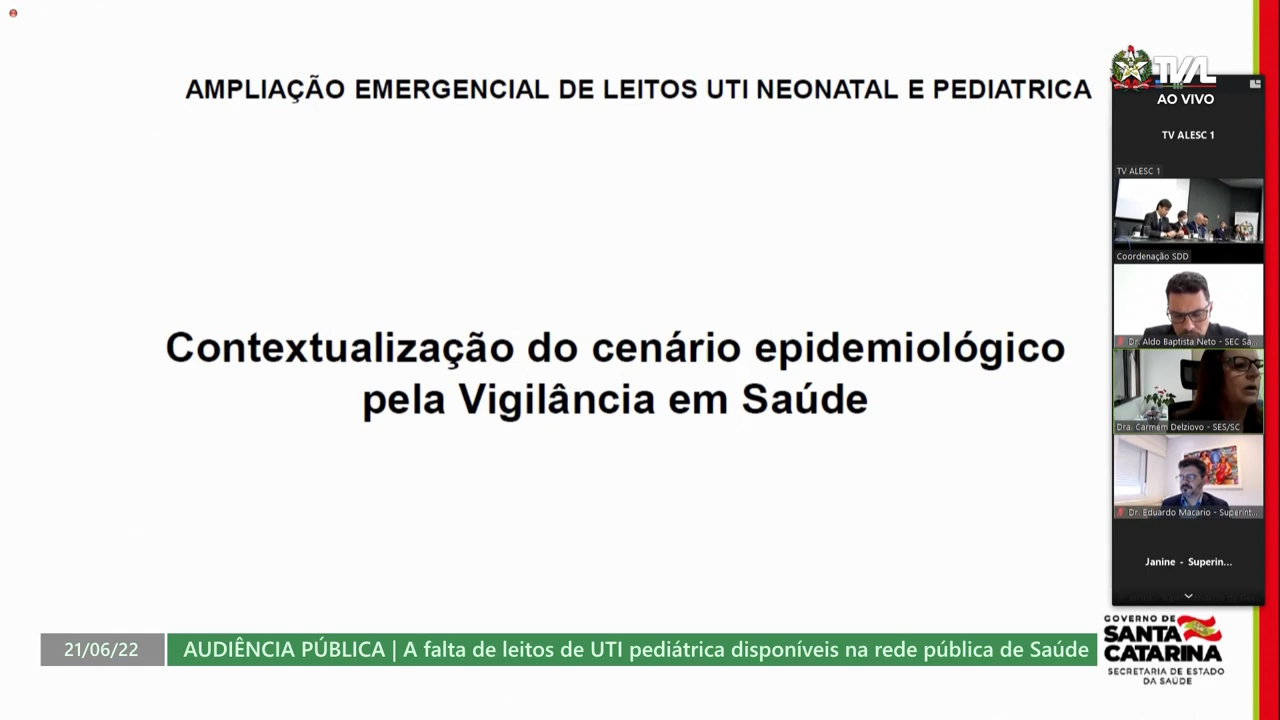 AMPLIAÇÃO EMERGENCIAL DE LEITOS UTI NEONATAL E PEDIATRICA
Contextualização do cenário epidemiológico
pela Vigilância em Saúde
TVAL
AO VIVO
TV ALESC 1
TV ALESC 1
Coordenação SDD
Dr. Aldo Baptista Neto - SEC Sa...
Dra. Carmem Delziovo - SES/SC
Dr. Eduardo Macario - Superint...
Janine - Superin...
21/06/22
AUDIÊNCIA PÚBLICA | A falta de leitos de UTI pediátrica disponíveis na rede pública de Saúde
GOVERNO DE
SANTA
CATARINA
SECRETARIA DE ESTADO
DA SAÚDE